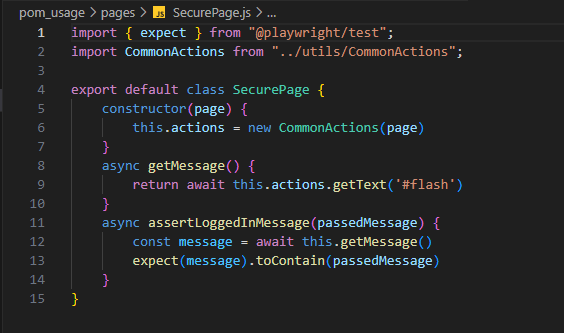 pom_usage > pages > JS SecurePage.js > ...
1 import { expect } from "@playwright/test";
2 import CommonActions from "../utils/CommonActions";
3
4 export default class SecurePage {
5     constructor(page) {
6         this.actions = new CommonActions(page)
7     }
8     async getMessage() {
9         return await this.actions.getText('#flash')
10     }
11     async assertLoggedInMessage(passedMessage) {
12         const message = await this.getMessage()
13         expect(message).toContain(passedMessage)
14     }
15 }